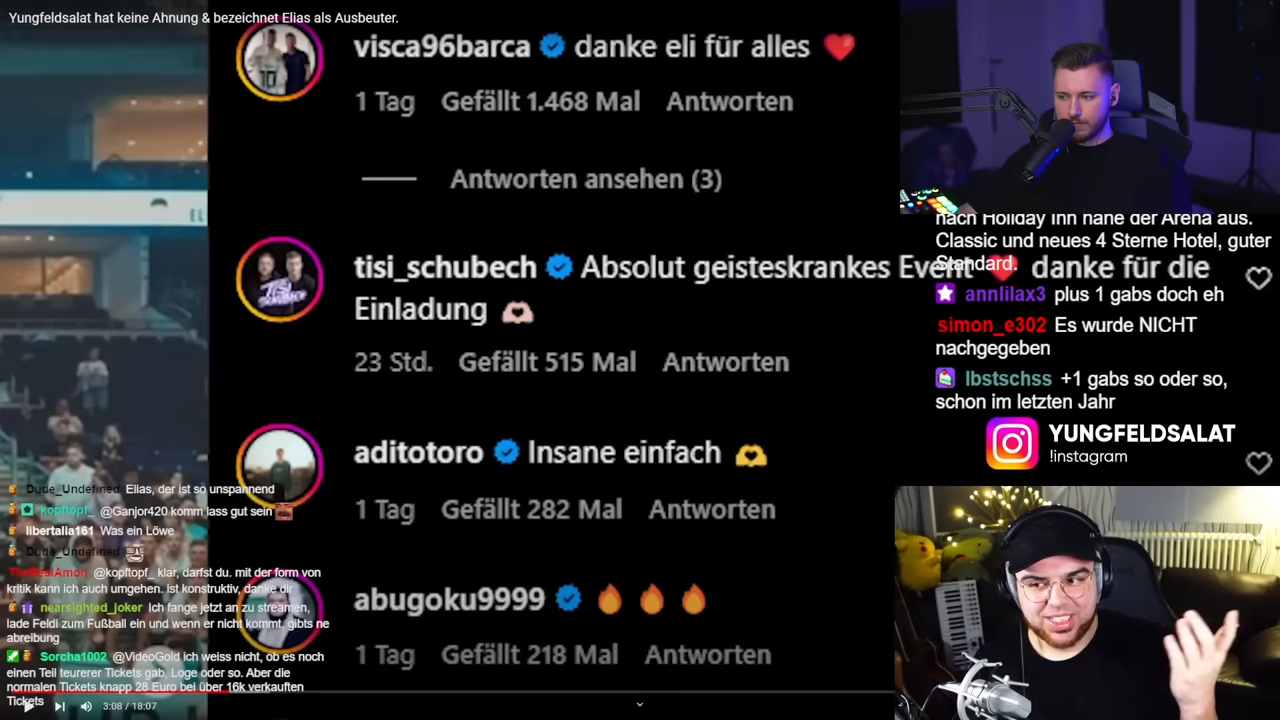 Yungfeldsalat hat keine Ahnung & bezeichnet Elias als Ausbeuter.
visca96barca danke eli für alles ❤️
1 Tag Gefällt 1.468 Mal Antworten
Antworten ansehen (3)
tisi_schubech Absolut geisteskrankes Event ❤️ danke für die
Einladung 🫶🏻
23 Std. Gefällt 515 Mal Antworten
aditotoro Insane einfach 🫶
1 Tag Gefällt 282 Mal Antworten
abugoku9999 🔥 🔥 🔥
1 Tag Gefällt 218 Mal Antworten
nach Holiday Inn nahe der Arena aus.
Classic und neues 4 Sterne Hotel, guter
Standard.
annlilax3 plus 1 gabs doch eh
simon_e302 Es wurde NICHT
nachgegeben
lbstschss +1 gabs so oder so,
schon im letzten Jahr
YUNGFELDSALAT
!instagram
EL
TISI
SCHUBECH
10
Dude_Undefined Elias, der ist so unspannend
kopftopf_ @Ganjor420 komm lass gut sein
libertalia161 Was ein Löwe
Dude_Undefined
TheRealAmon @kopftopf_ klar, darfst du. mit der form von
kritik kann ich auch umgehen. ist konstruktiv, danke dir
nearsighted_joker Ich fange jetzt an zu streamen,
lade Feldi zum Fußball ein und wenn er nicht kommt, gibts ne
abreibung
Sorcha1002 @VideoGold ich weiss nicht, ob es noch
einen Teil teurerer Tickets gab, Loge oder so. Aber die
normalen Tickets knapp 28 Euro bei über 16k verkauften
Tickets
3:08 / 18:07